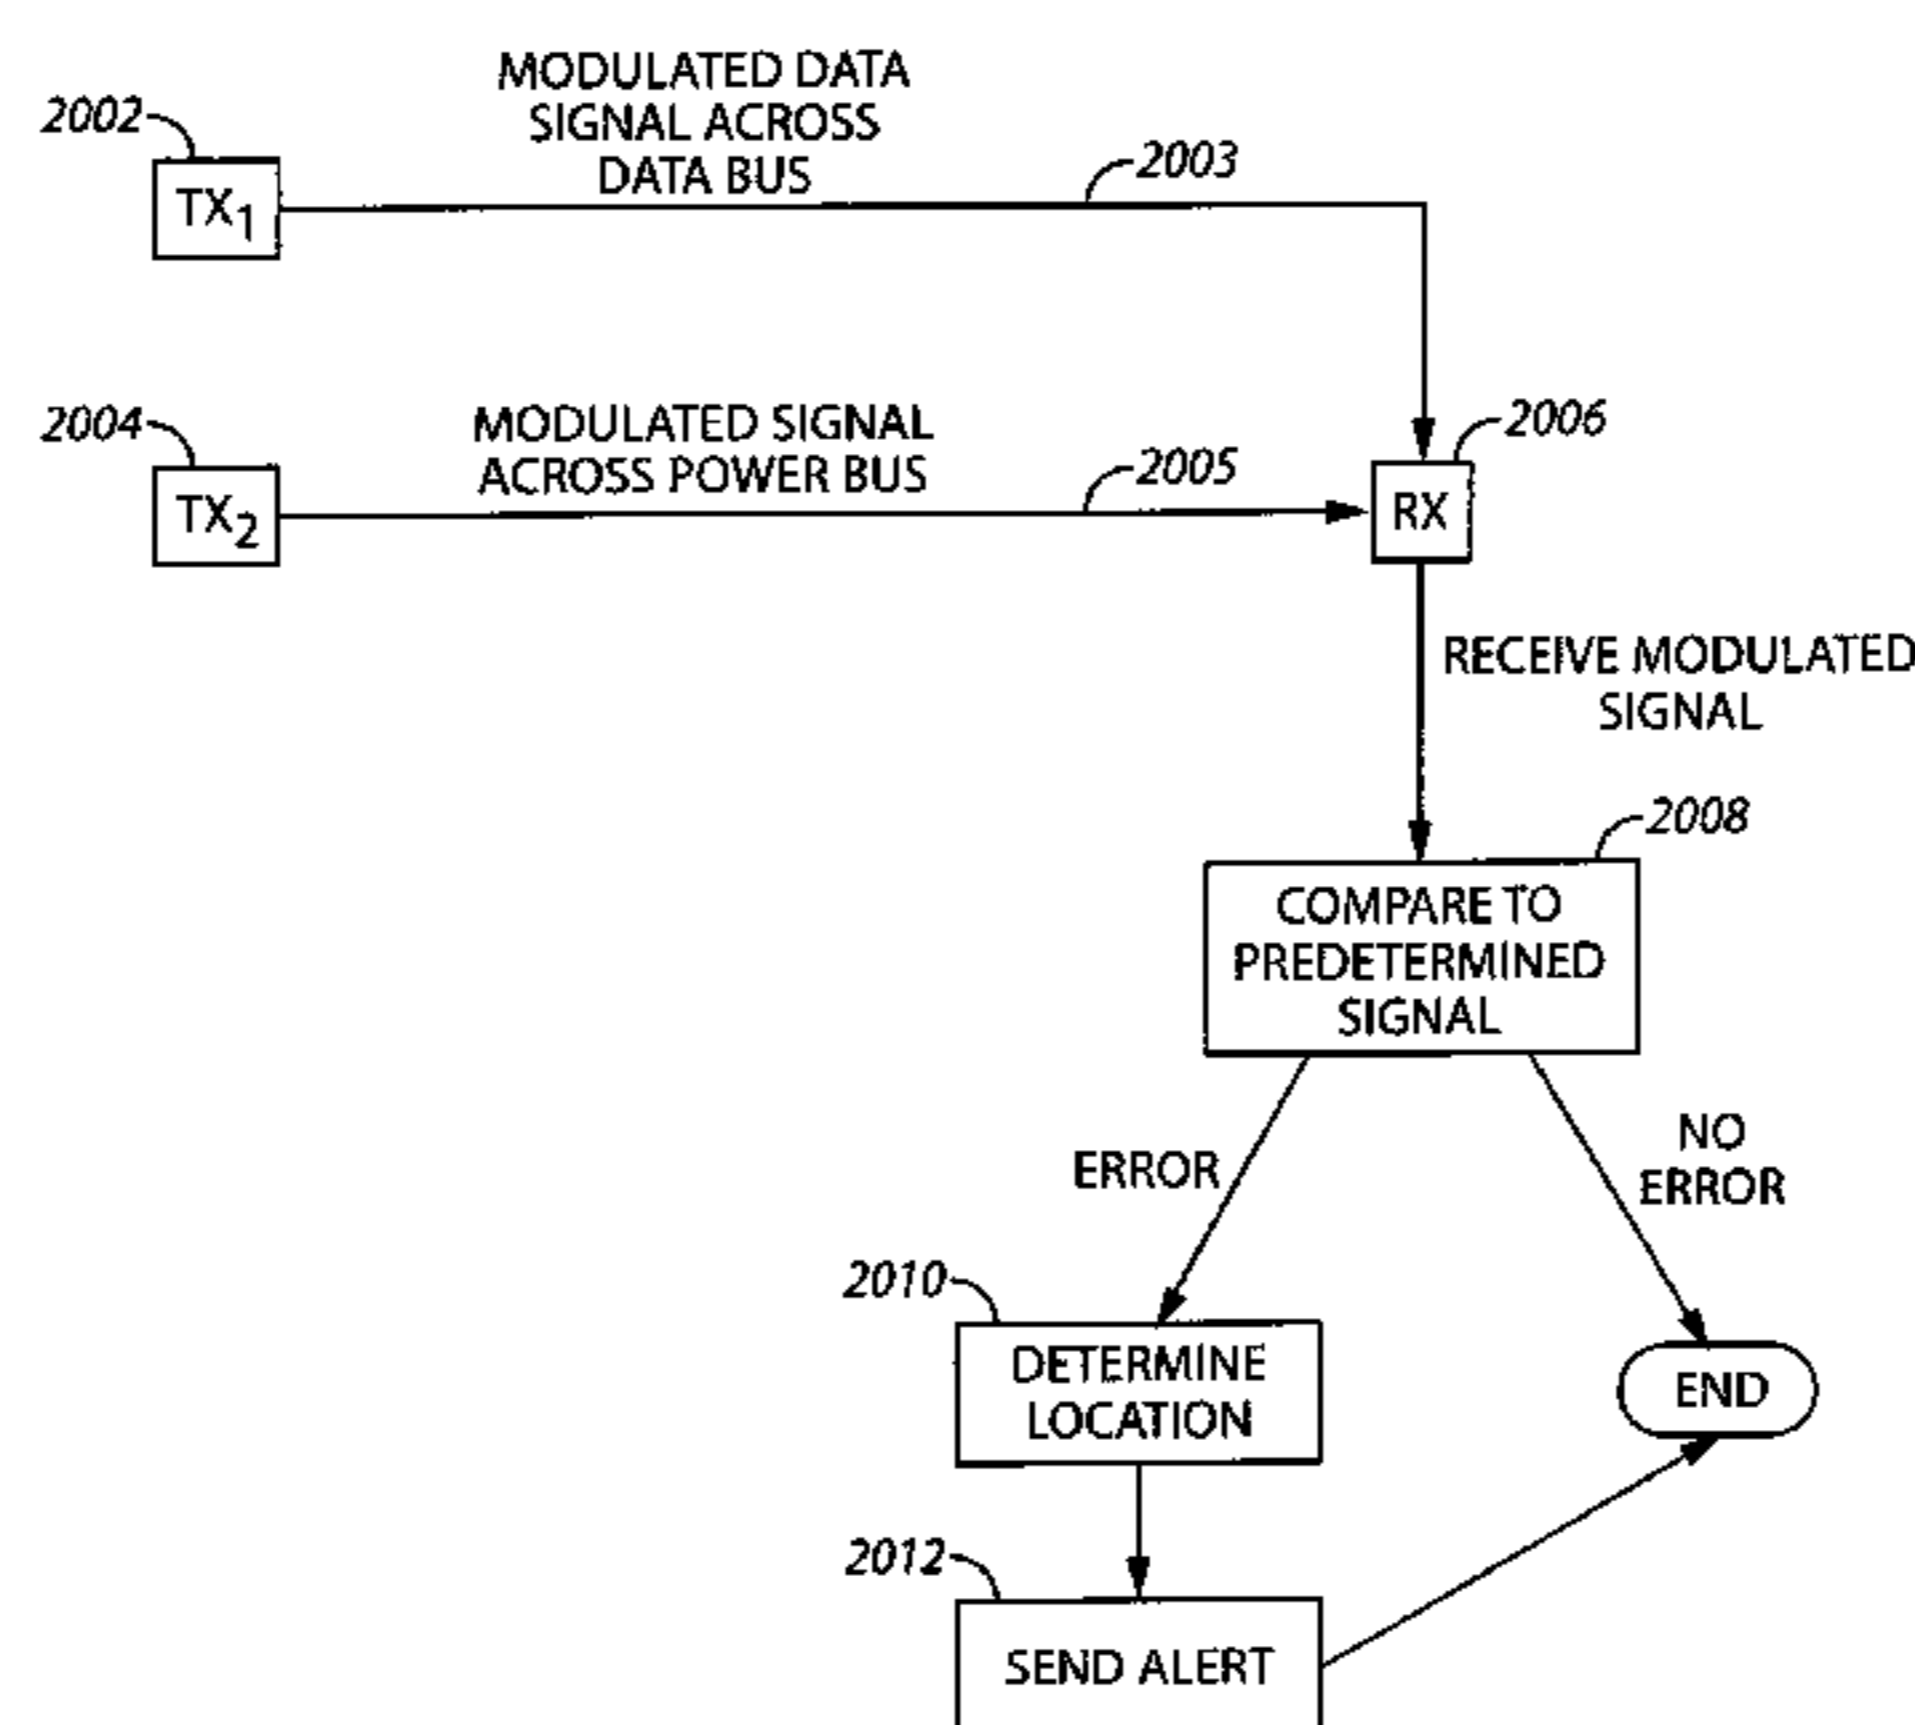 MODULATED DATA
SIGNAL ACROSS
DATA BUS
2002
2003
TX1
2004
MODULATED SIGNAL
ACROSS POWER BUS
2005
2006
TX2
RX
RECEIVE MODULATED
SIGNAL
2008
COMPARE TO
PREDETERMINED
SIGNAL
ERROR
NO
ERROR
2010
DETERMINE
LOCATION
END
2012
SEND ALERT